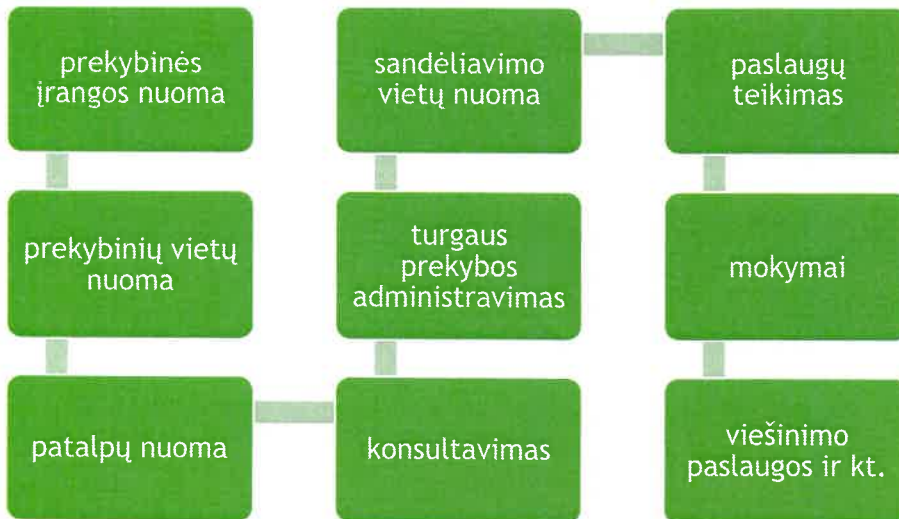 prekybinės
įrangos nuoma
prekybinių vietų
nuoma
patalpų nuoma
konsultavimas
turgaus
prekybos
administravimas
sandėliavimo
vietų nuoma
paslaugų
teikimas
mokymai
viešinimo
paslaugos ir kt.